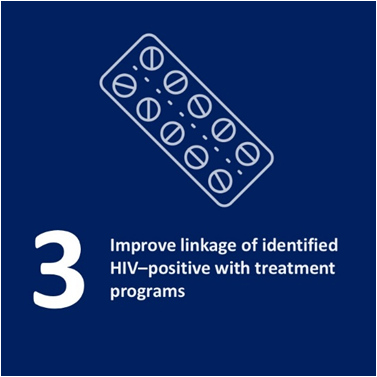 3
Improve linkage of identified
HIV–positive with treatment
programs